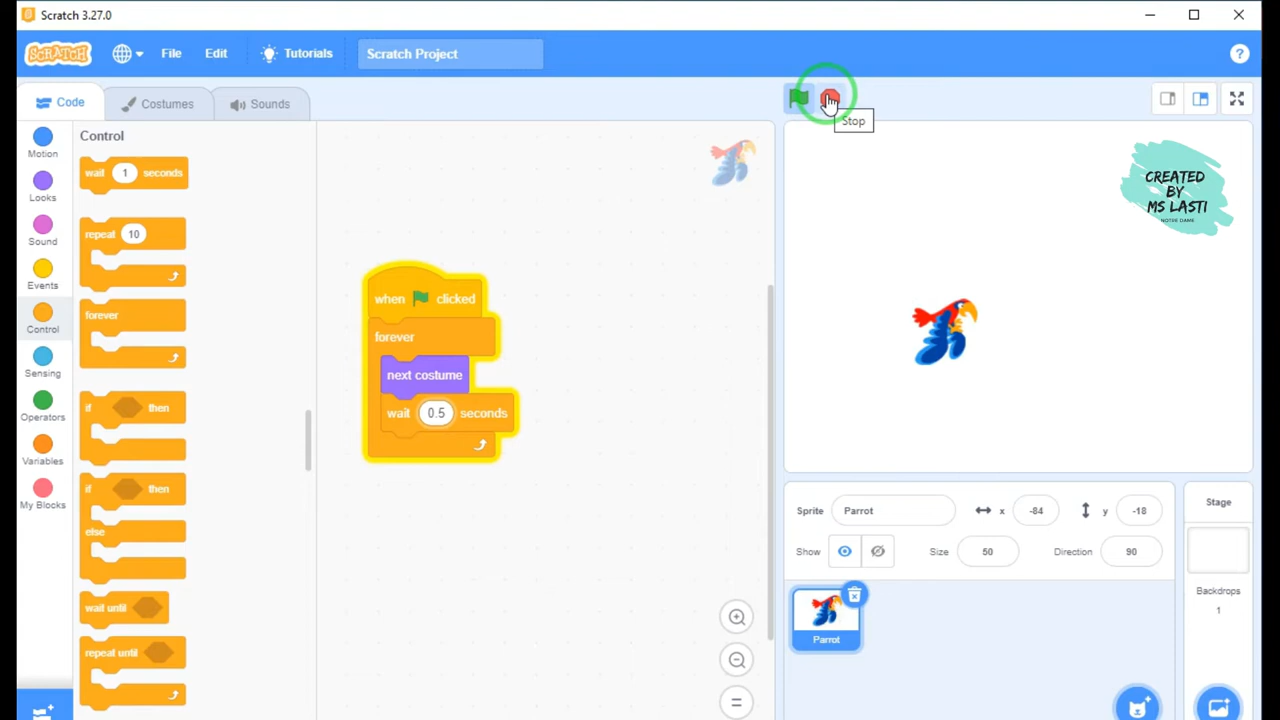 Scratch 3.27.0
SCRATCH File Edit Tutorials Scratch Project ?
Code Costumes Sounds
Stop
Motion
Looks
Sound
Events
Control
Sensing
Operators
Variables
My Blocks
Control
wait 1 seconds
repeat 10
forever
if then
if then
else
wait until
repeat until
when clicked
forever
next costume
wait 0.5 seconds
CREATED
BY
MS LASTI
NOTRE DAME
Sprite Parrot x -84 y -18
Show Size 50 Direction 90
Parrot
Stage
Backdrops
1